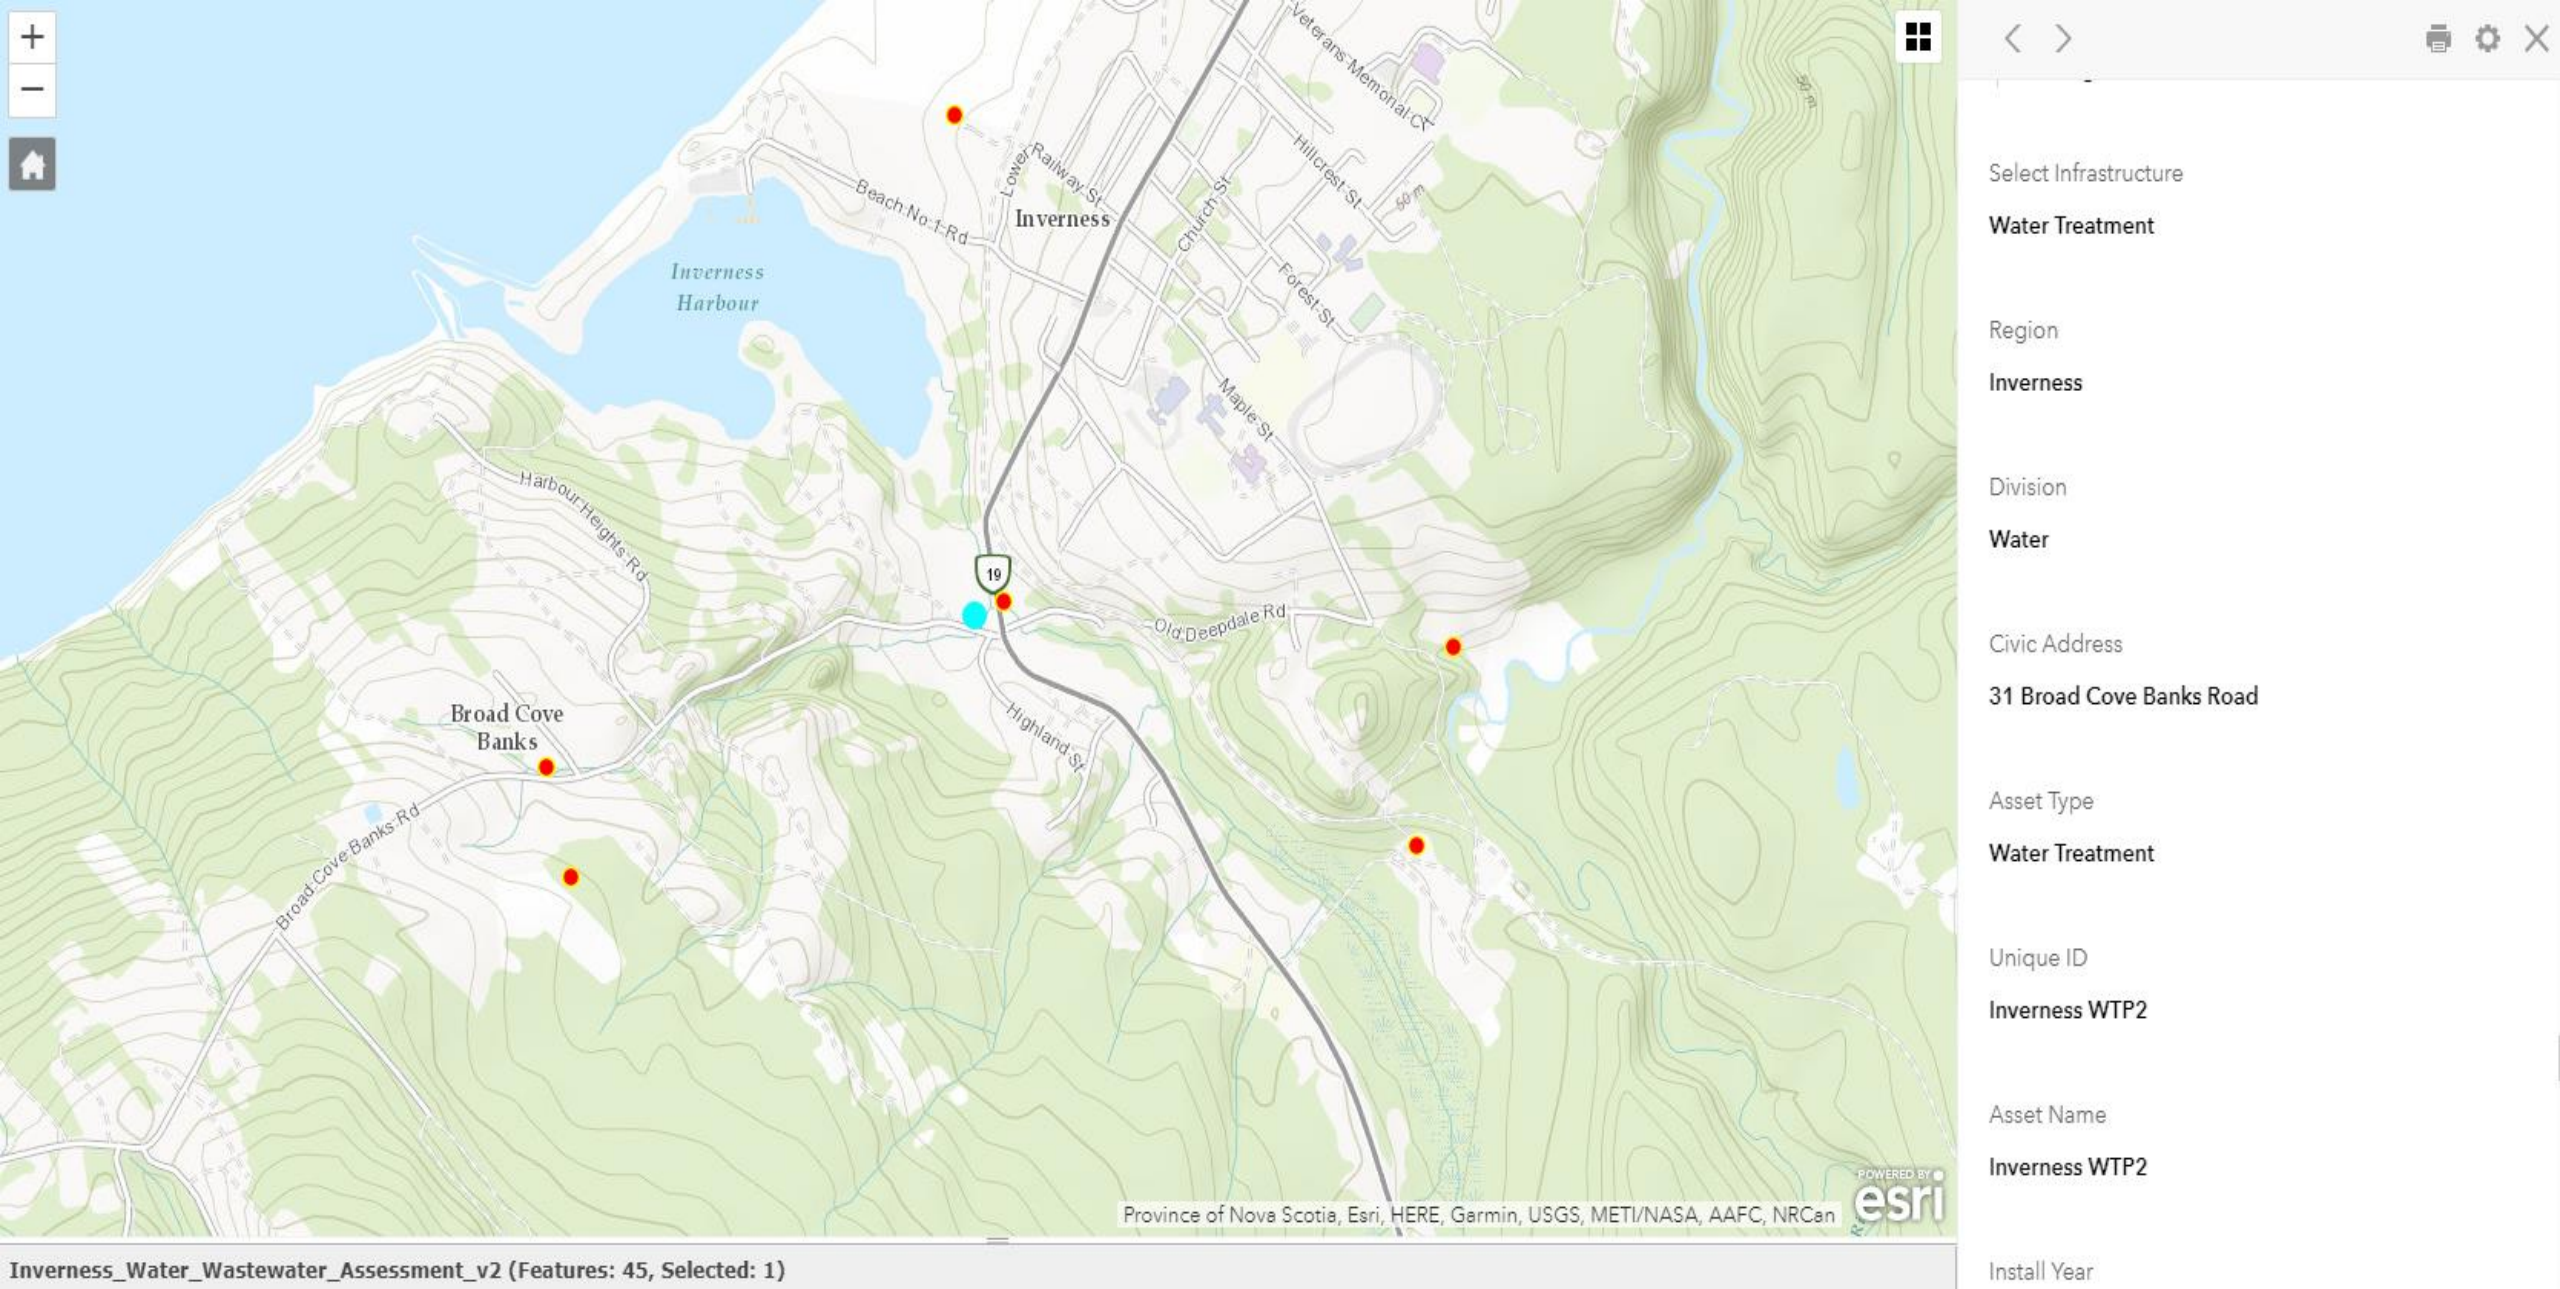 +
−
Veterans Memorial Ct
50 m
Lower Railway St
Hillcrest St
50 m
Beach No 1 Rd
Church St
Inverness
Inverness
Harbour
Forest St
Maple St
Harbour Heights Rd
19
Old Deepdale Rd
Highland St
Broad Cove
Banks
Broad Cove Banks Rd
POWERED BY
esri
Province of Nova Scotia, Esri, HERE, Garmin, USGS, METI/NASA, AAFC, NRCan
Inverness_Water_Wastewater_Assessment_v2 (Features: 45, Selected: 1)
Select Infrastructure
Water Treatment
Region
Inverness
Division
Water
Civic Address
31 Broad Cove Banks Road
Asset Type
Water Treatment
Unique ID
Inverness WTP2
Asset Name
Inverness WTP2
Install Year